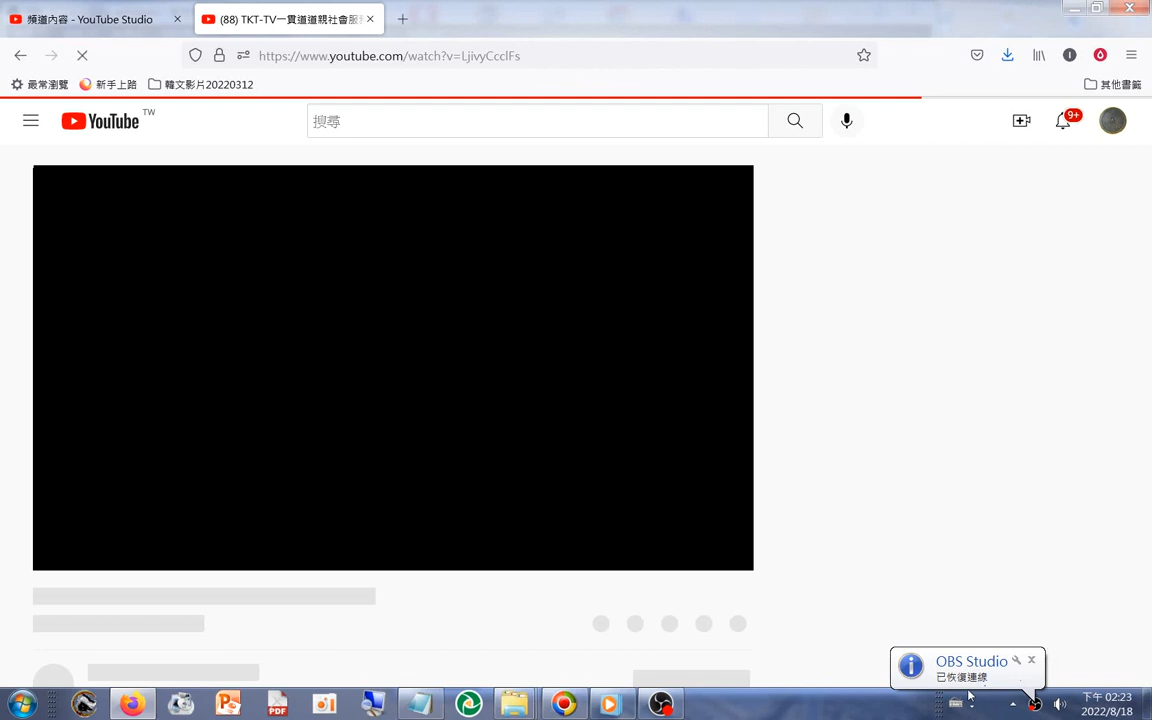 頻道內容 - YouTube Studio
(88) TKT-TV一貫道道親社會服
https://www.youtube.com/watch?v=LjivyCcclFs
最常瀏覽
新手上路
韓文影片20220312
其他書籤
YouTube TW
搜尋
9+
OBS Studio
已恢復連線
下午 02:23
2022/8/18